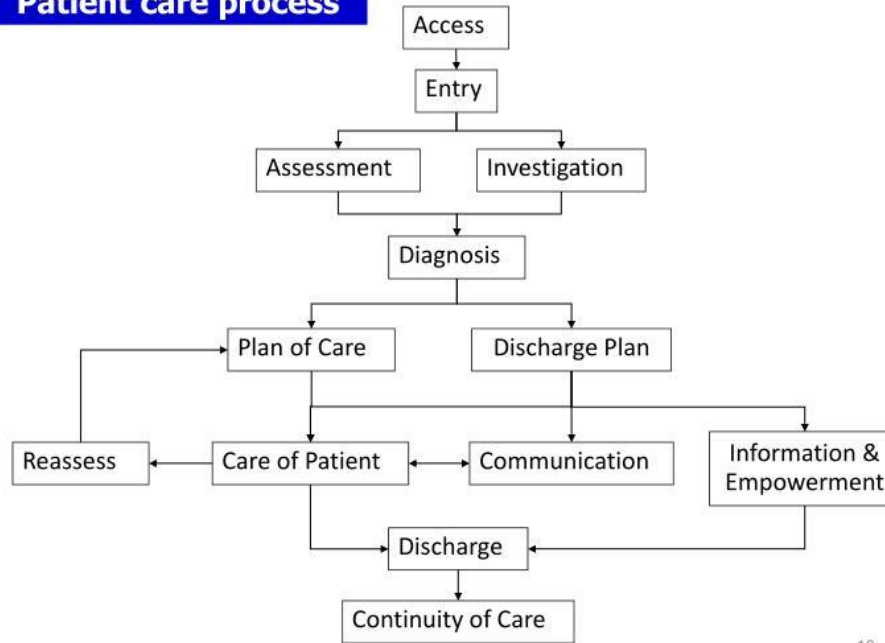 Patient care process
Access
Entry
Assessment
Investigation
Diagnosis
Plan of Care
Discharge Plan
Reassess
Care of Patient
Communication
Information &
Empowerment
Discharge
Continuity of Care